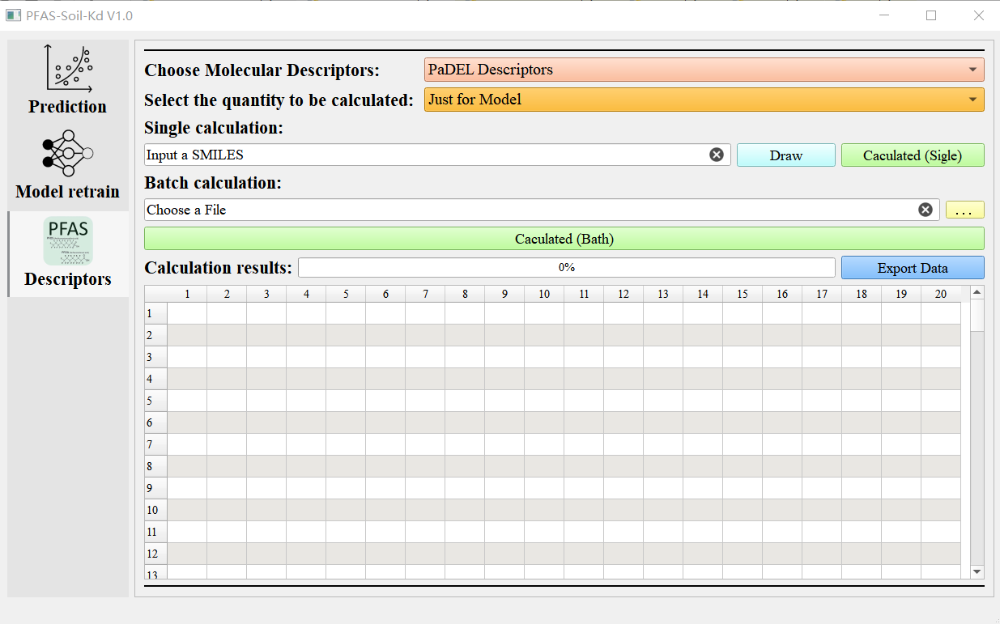 PFAS-Soil-Kd V1.0
Prediction
Model retrain
PFAS
Descriptors
Choose Molecular Descriptors: PaDEL Descriptors
Select the quantity to be calculated: Just for Model
Single calculation:
Input a SMILES Draw Caculated (Sigle)
Batch calculation:
Choose a File ...
Caculated (Bath)
Calculation results: 0% Export Data
1 2 3 4 5 6 7 8 9 10 11 12 13 14 15 16 17 18 19 20
1
2
3
4
5
6
7
8
9
10
11
12
13